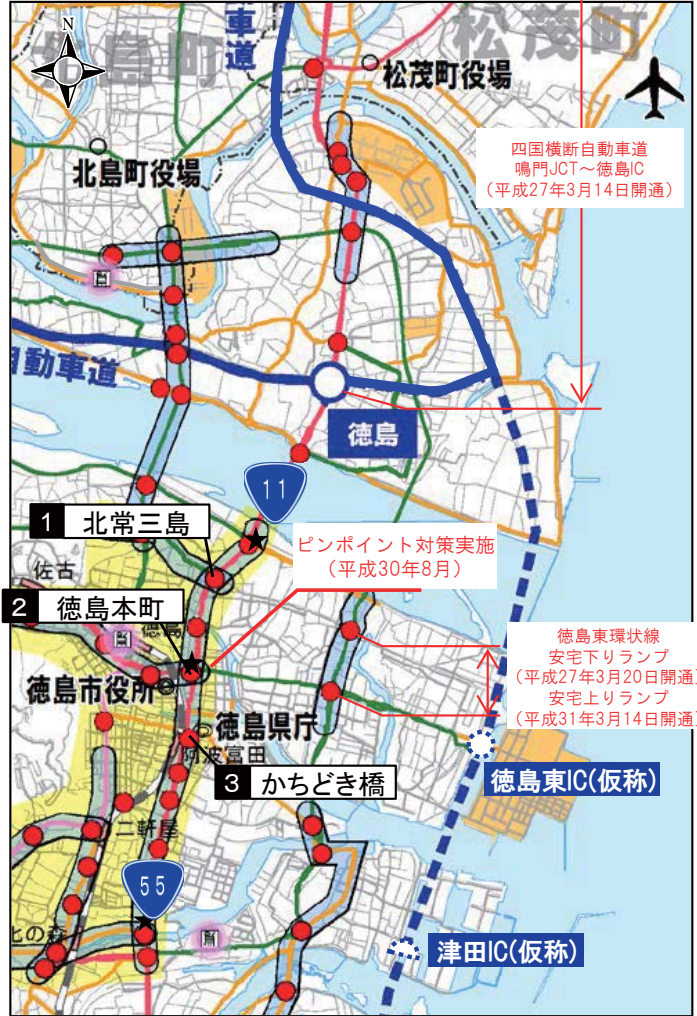 N
車道
松茂町
北島町
松茂町役場
北島町役場
四国横断自動車道
鳴門JCT～徳島IC
（平成27年3月14日開通）
自動車道
徳島
11
1 北常三島
ピンポイント対策実施
（平成30年8月）
佐古
2 徳島本町
徳島
徳島市役所
徳島県庁
阿波富田
3 かちどき橋
徳島東環状線
安宅下りランプ
（平成27年3月20日開通）
安宅上りランプ
（平成31年3月14日開通）
徳島東IC(仮称)
二軒屋
55
津田IC(仮称)